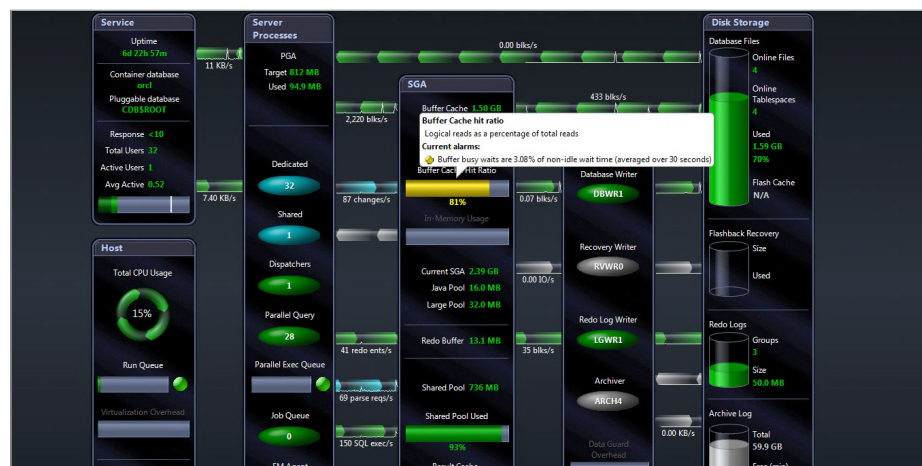 Service
Uptime
6d 22h 57m
Container database
orcl
Pluggable database
CDB$ROOT
Response <10
Total Users 32
Active Users 1
Avg Active 0.52
Host
Total CPU Usage
15%
Run Queue
Virtualization Overhead
11 KB/s
7.40 KB/s
Server
Processes
PGA
Target 812 MB
Used 94.9 MB
Dedicated
32
Shared
1
Dispatchers
1
Parallel Query
28
Parallel Exec Queue
Job Queue
0
0.00 blks/s
2,220 blks/s
87 changes/s
41 redo ents/s
69 parse reqs/s
150 SQL exec/s
SGA
Buffer Cache 1.50 GB
Buffer Cache hit ratio
Logical reads as a percentage of total reads
Current alarms:
Buffer busy waits are 3.08% of non-idle wait time (averaged over 30 seconds)
Buffer Cache Hit Ratio
81%
In-Memory Usage
Current SGA 2.39 GB
Java Pool 16.0 MB
Large Pool 32.0 MB
Redo Buffer 13.1 MB
Shared Pool 736 MB
Shared Pool Used
93%
Result Cache
433 blks/s
0.07 blks/s
0.00 IO/s
35 blks/s
Database Writer
DBWR1
Recovery Writer
RVWR0
Redo Log Writer
LGWR1
Archiver
ARCH4
Data Guard
Overhead
0.00 KB/s
Disk Storage
Database Files
Online Files
4
Online
Tablespaces
4
Used
1.59 GB
70%
Flash Cache
N/A
Flashback Recovery
Size
Used
Redo Logs
Groups
3
Size
50.0 MB
Archive Log
Total
59.9 GB